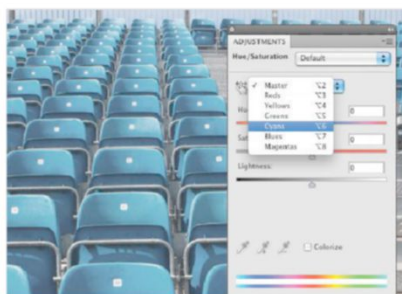 ADJUSTMENTS
Hue/Saturation Default
✓ Master ⌥2
Reds ⌥3
Yellows ⌥4
Greens ⌥5
Cyans ⌥6
Blues ⌥7
Magentas ⌥8
0
0
Lightness: 0
Colorize